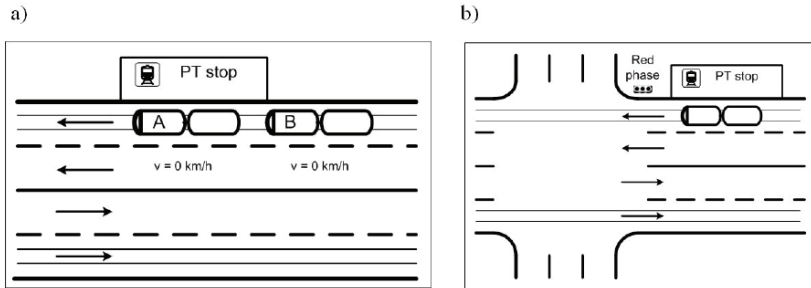 a)
PT stop
A
B
v = 0 km/h
v = 0 km/h
b)
Red
phase
PT stop